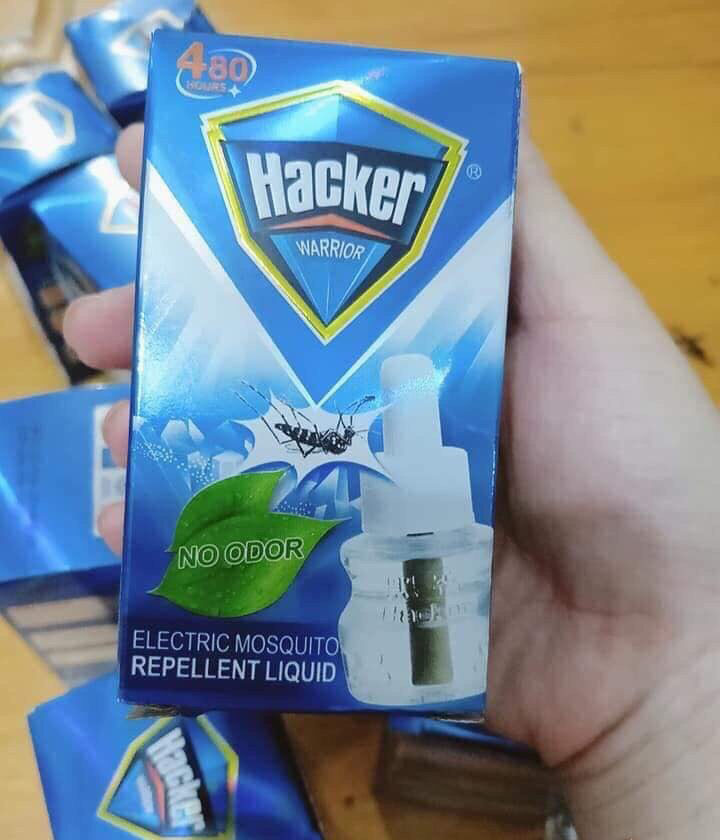 480
HOURS
Hacker
®
WARRIOR
NO ODOR
ELECTRIC MOSQUITO
REPELLENT LIQUID
Hacker